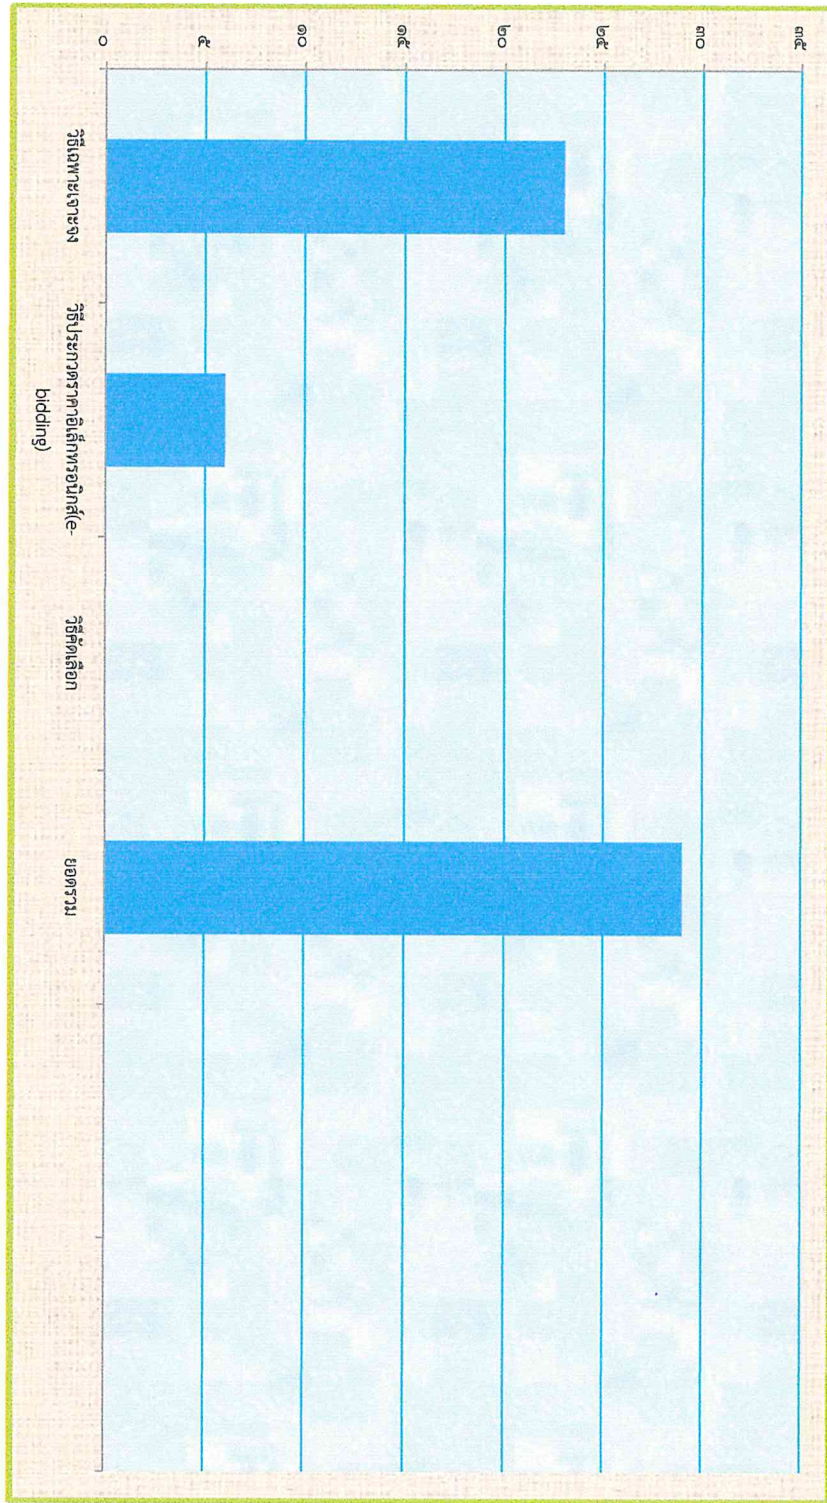 ๓๕
๓๐
๒๕
๒๐
๑๕
๑๐
๕
๐
วิธีเฉพาะเจาะจง
วิธีประกวดราคาอิเล็กทรอนิกส์(e-
bidding)
วิธีคัดเลือก
ยอดรวม